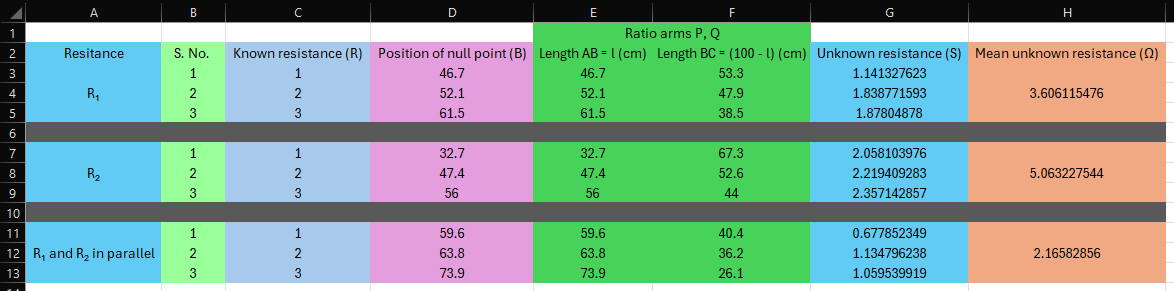 A B C D E F G H
1 Ratio arms P, Q
2 Resitance S. No. Known resistance (R) Position of null point (B) Length AB = l (cm) Length BC = (100 - l) (cm) Unknown resistance (S) Mean unknown resistance (Ω)
3 1 1 46.7 46.7 53.3 1.141327623
4 R₁ 2 2 52.1 52.1 47.9 1.838771593 3.606115476
5 3 3 61.5 61.5 38.5 1.87804878
6
7 1 1 32.7 32.7 67.3 2.058103976
8 R₂ 2 2 47.4 47.4 52.6 2.219409283 5.063227544
9 3 3 56 56 44 2.357142857
10
11 1 1 59.6 59.6 40.4 0.677852349
12 R₁ and R₂ in parallel 2 2 63.8 63.8 36.2 1.134796238 2.16582856
13 3 3 73.9 73.9 26.1 1.059539919